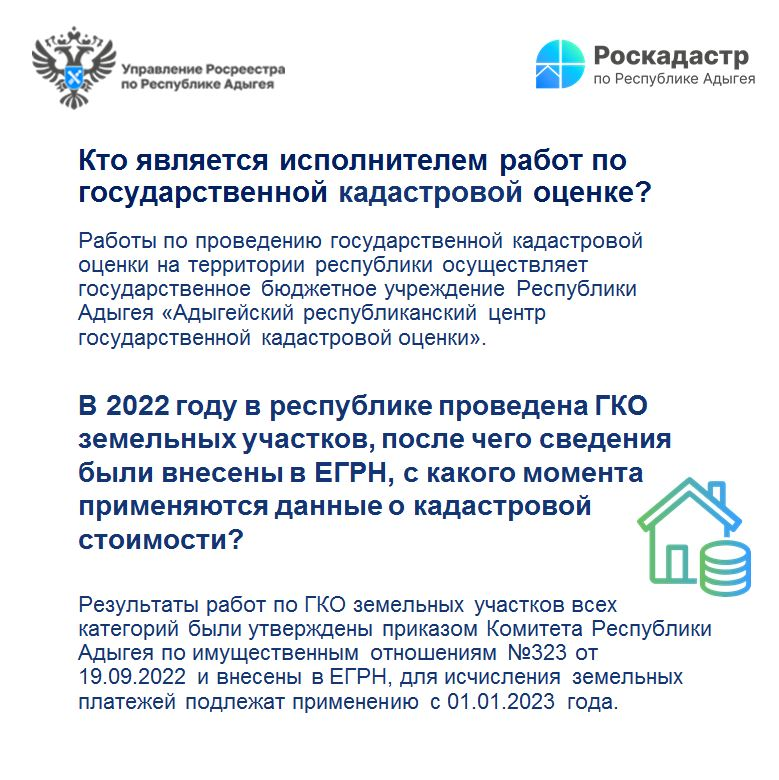 Управление Росреестра
по Республике Адыгея
Роскадастр
по Республике Адыгея
Кто является исполнителем работ по
государственной кадастровой оценке?
Работы по проведению государственной кадастровой
оценки на территории республики осуществляет
государственное бюджетное учреждение Республики
Адыгея «Адыгейский республиканский центр
государственной кадастровой оценки».
В 2022 году в республике проведена ГКО
земельных участков, после чего сведения
были внесены в ЕГРН, с какого момента
применяются данные о кадастровой
стоимости?
Результаты работ по ГКО земельных участков всех
категорий были утверждены приказом Комитета Республики
Адыгея по имущественным отношениям №323 от
19.09.2022 и внесены в ЕГРН, для исчисления земельных
платежей подлежат применению с 01.01.2023 года.